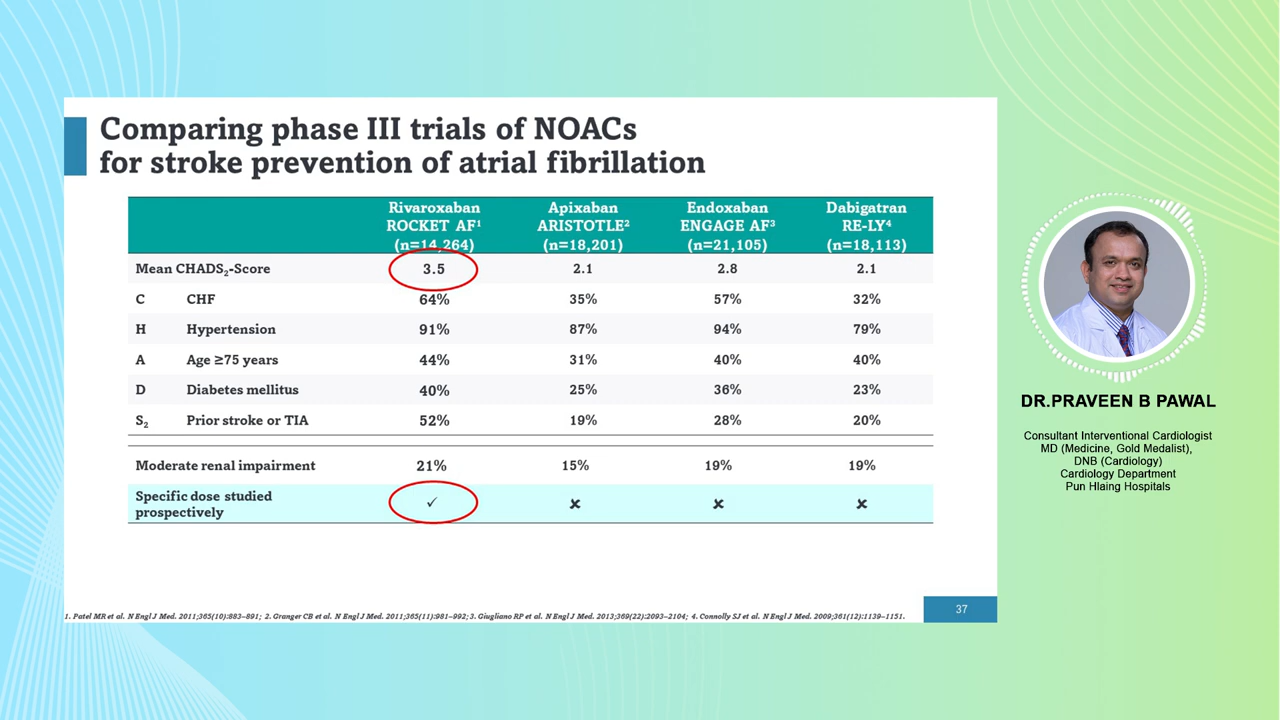 Comparing phase III trials of NOACs
for stroke prevention of atrial fibrillation
Rivaroxaban ROCKET AF¹ (n=14,264) Apixaban ARISTOTLE² (n=18,201) Endoxaban ENGAGE AF³ (n=21,105) Dabigatran RE-LY⁴ (n=18,113)
Mean CHADS₂-Score 3.5 2.1 2.8 2.1
C CHF 64% 35% 57% 32%
H Hypertension 91% 87% 94% 79%
A Age ≥75 years 44% 31% 40% 40%
D Diabetes mellitus 40% 25% 36% 23%
S₂ Prior stroke or TIA 52% 19% 28% 20%
Moderate renal impairment 21% 15% 19% 19%
Specific dose studied prospectively ✓ ✘ ✘ ✘
1. Patel MR et al. N Engl J Med. 2011;365(10):883–891; 2. Granger CB et al. N Engl J Med. 2011;365(11):981–992; 3. Giugliano RP et al. N Engl J Med. 2013;369(22):2093–2104; 4. Connolly SJ et al. N Engl J Med. 2009;361(12):1139–1151.
37
DR.PRAVEEN B PAWAL
Consultant Interventional Cardiologist
MD (Medicine, Gold Medalist),
DNB (Cardiology)
Cardiology Department
Pun Hlaing Hospitals